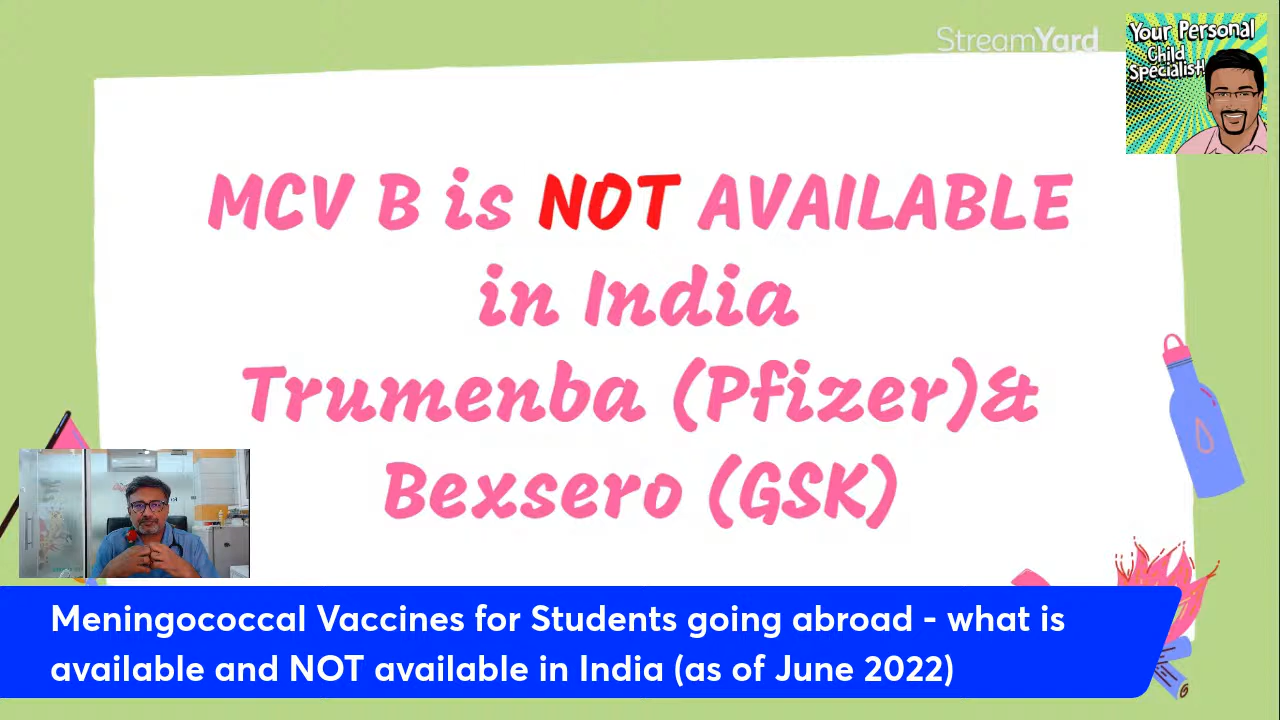 StreamYard
Your Personal
Child
Specialist!
MCV B is NOT AVAILABLE
in India
Trumenba (Pfizer)&
Bexsero (GSK)
Meningococcal Vaccines for Students going abroad - what is
available and NOT available in India (as of June 2022)